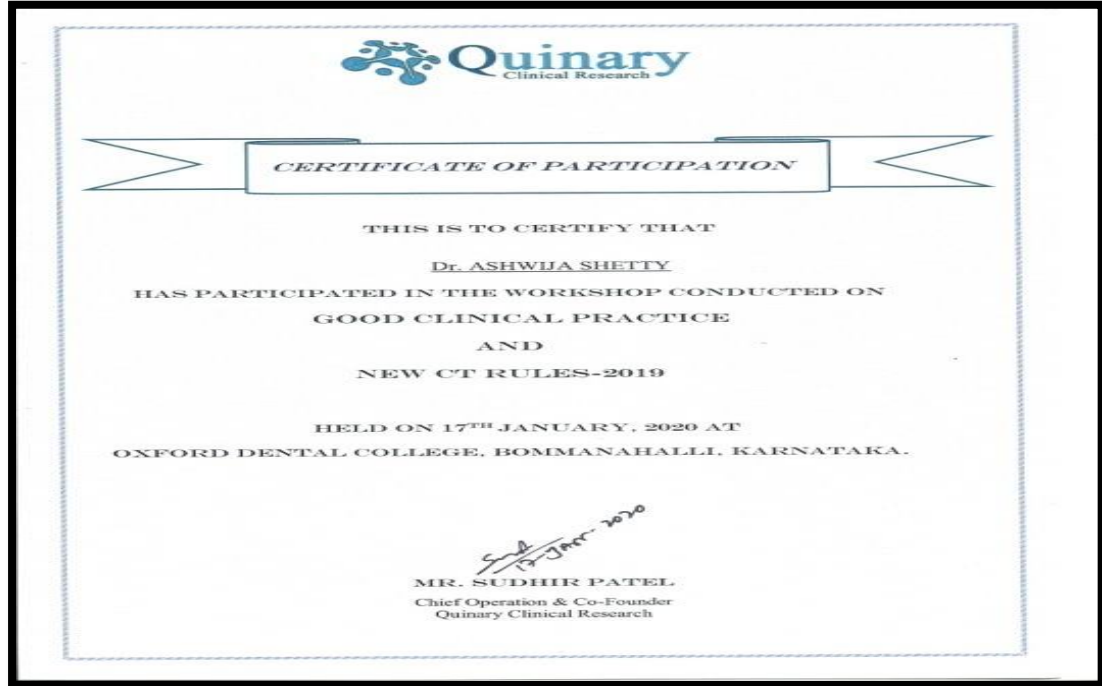 Quinary
Clinical Research
CERTIFICATE OF PARTICIPATION
THIS IS TO CERTIFY THAT
Dr. ASHWIJA SHETTY
HAS PARTICIPATED IN THE WORKSHOP CONDUCTED ON
GOOD CLINICAL PRACTICE
AND
NEW CT RULES-2019
HELD ON 17TH JANUARY, 2020 AT
OXFORD DENTAL COLLEGE, BOMMANAHALLI, KARNATAKA.
17-Jan-2020
MR. SUDHIR PATEL
Chief Operation & Co-Founder
Quinary Clinical Research